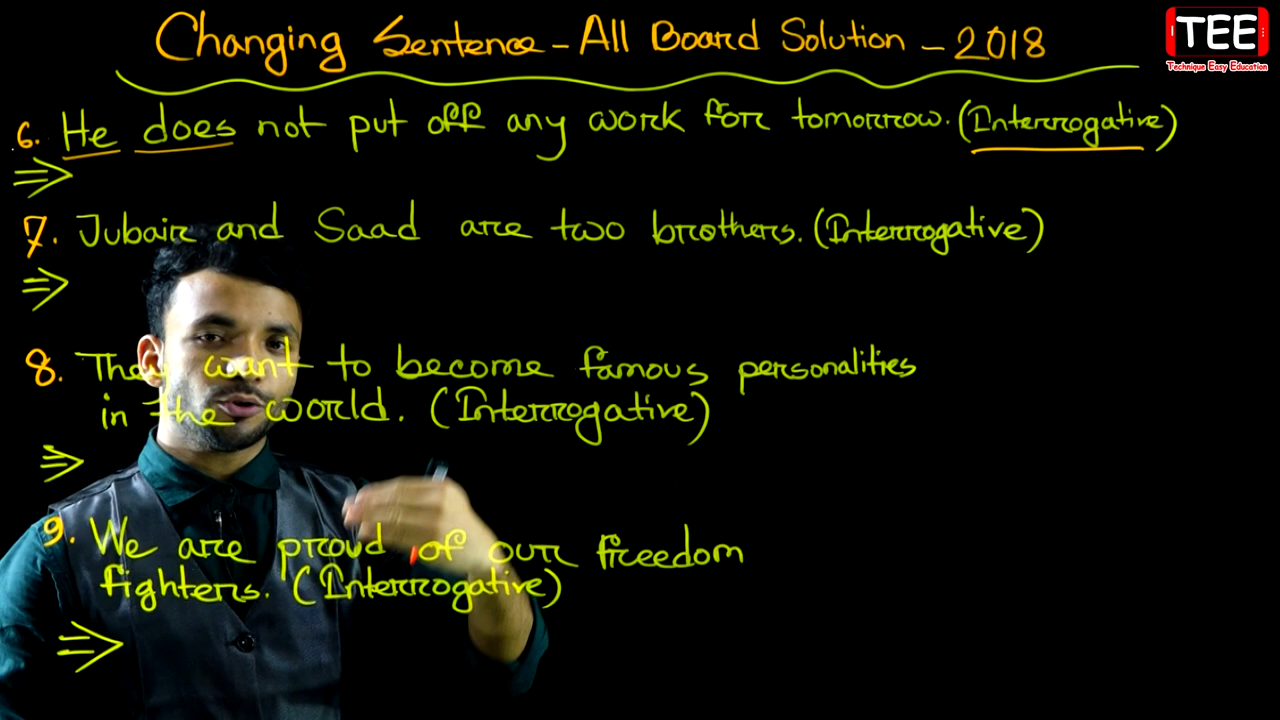 Changing Sentence - All Board Solution - 2018
TEE
Technique Easy Education
6. He does not put off any work for tomorrow. (Interrogative)
⇒
7. Jubair and Saad are two brothers. (Interrogative)
⇒
8. They want to become famous personalities
in the world. (Interrogative)
⇒
9. We are proud of our freedom
fighters. (Interrogative)
⇒